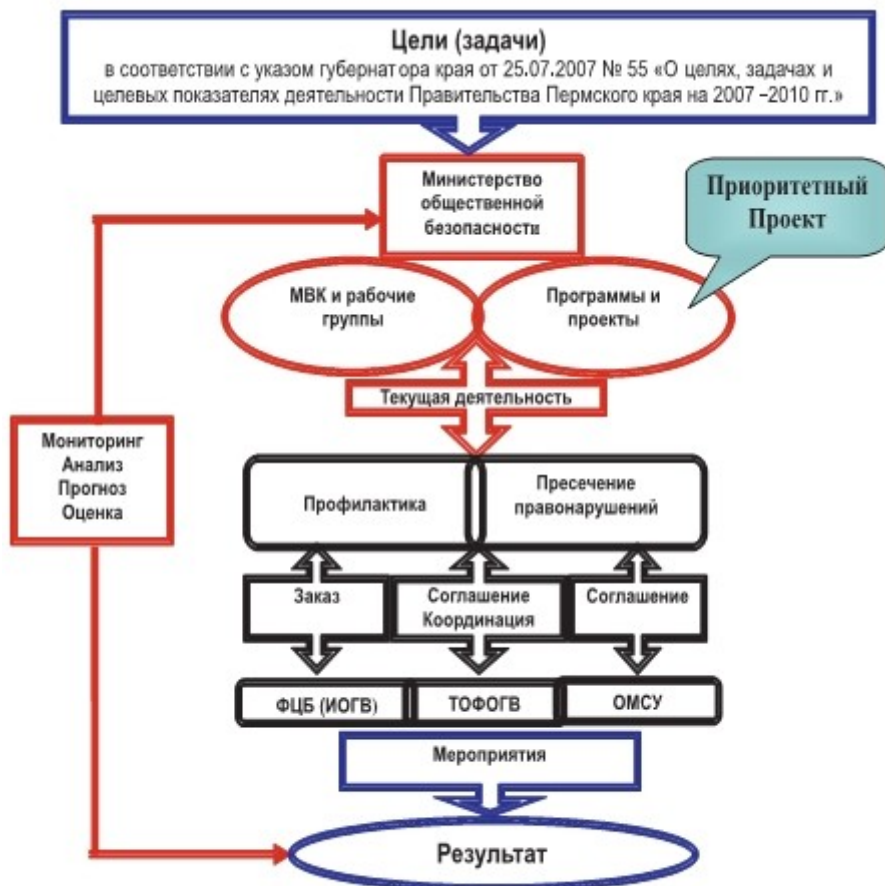 Цели (задачи)
в соответствии с указом губернатора края от 25.07.2007 № 55 «О целях, задачах и
целевых показателях деятельности Правительства Пермского края на 2007 –2010 гг.»
Министерство
общественной
безопасности
Приоритетный
Проект
МВК и рабочие
группы
Программы и
проекты
Текущая деятельность
Мониторинг
Анализ
Прогноз
Оценка
Профилактика
Пресечение
правонарушений
Заказ
Соглашение
Координация
Соглашение
ФЦБ (ИОГВ)
ТОФОГВ
ОМСУ
Мероприятия
Результат